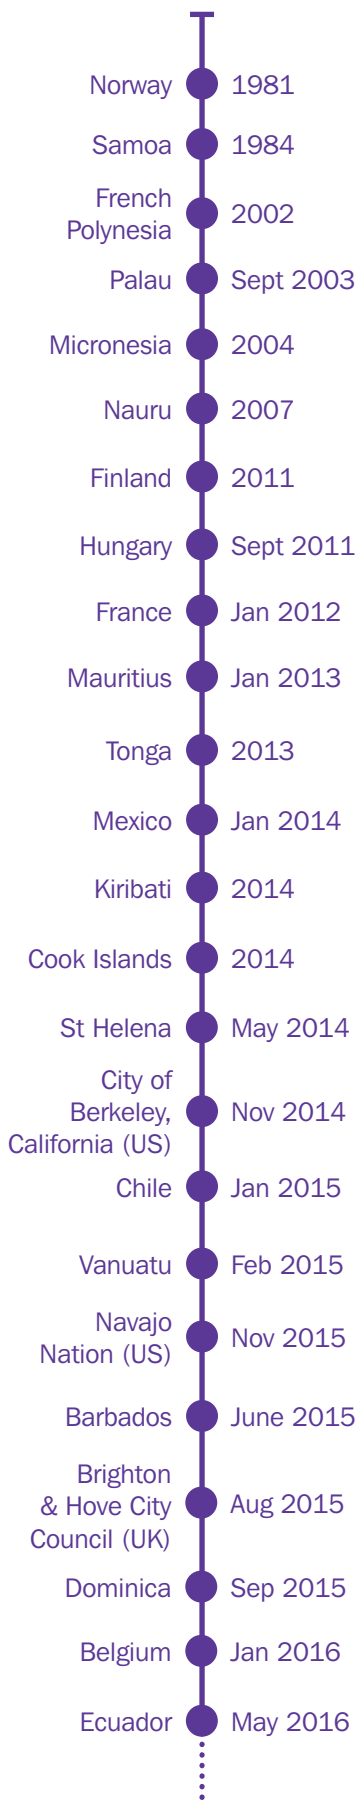 Norway 1981
Samoa 1984
French
Polynesia 2002
Palau Sept 2003
Micronesia 2004
Nauru 2007
Finland 2011
Hungary Sept 2011
France Jan 2012
Mauritius Jan 2013
Tonga 2013
Mexico Jan 2014
Kiribati 2014
Cook Islands 2014
St Helena May 2014
City of
Berkeley, Nov 2014
California (US)
Chile Jan 2015
Vanuatu Feb 2015
Navajo
Nation (US) Nov 2015
Barbados June 2015
Brighton
& Hove City Aug 2015
Council (UK)
Dominica Sep 2015
Belgium Jan 2016
Ecuador May 2016